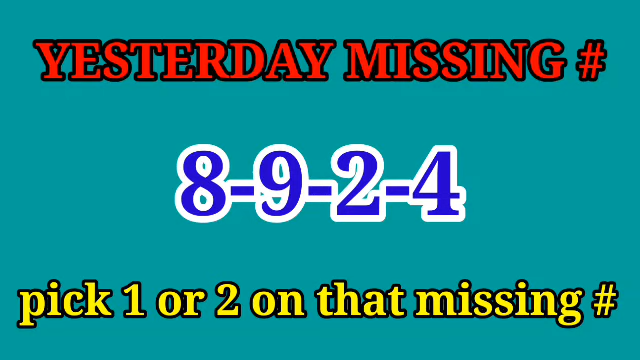 YESTERDAY MISSING #
8-9-2-4
pick 1 or 2 on that missing #